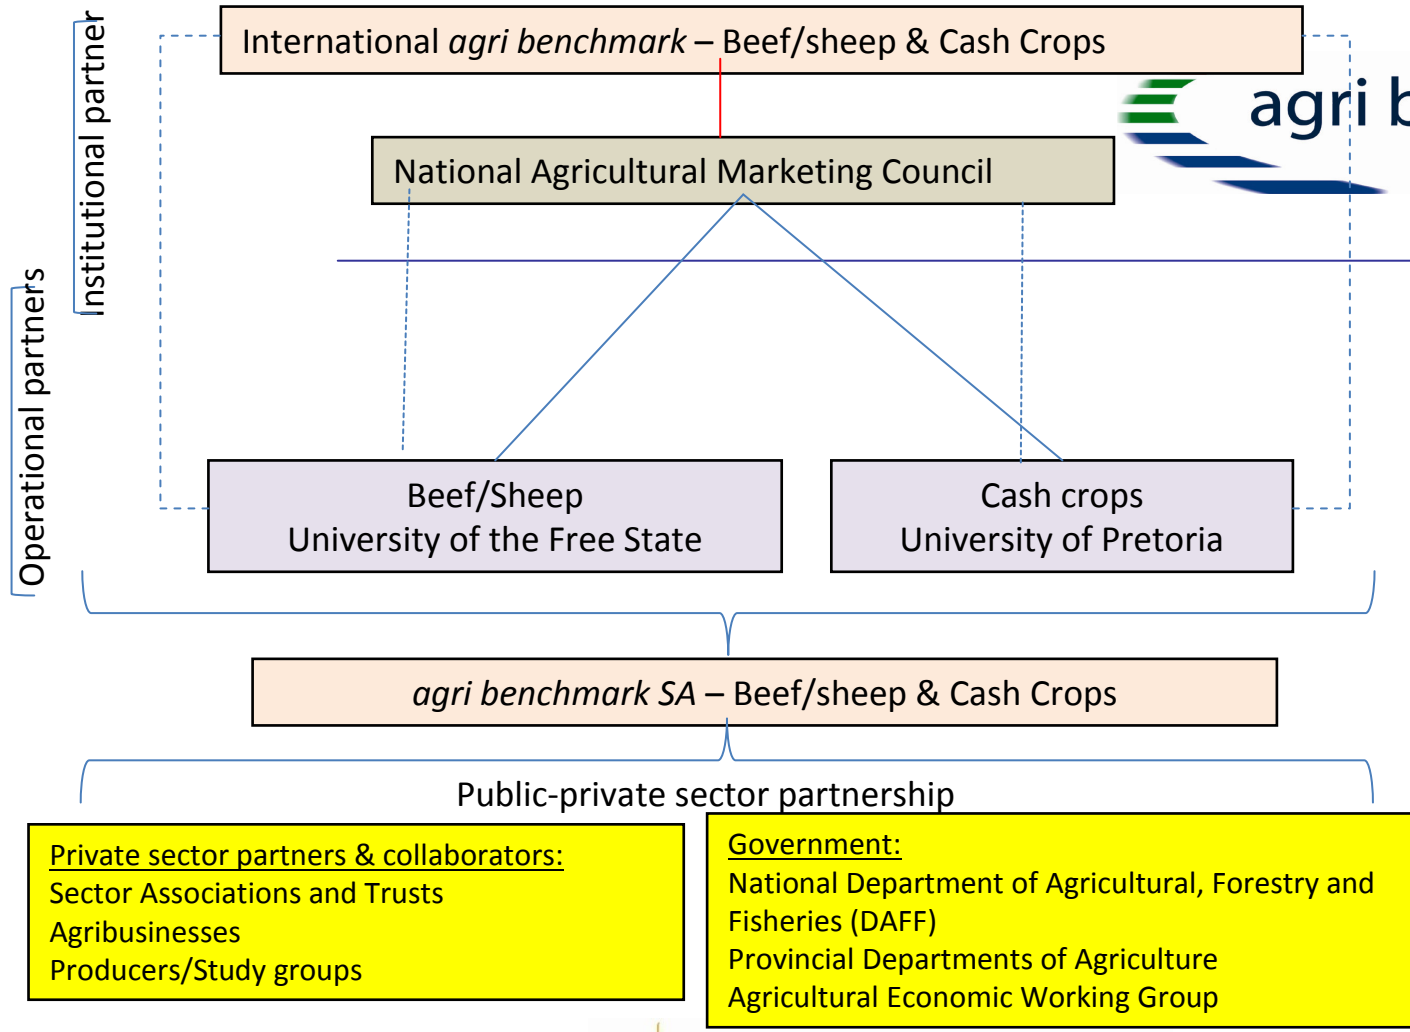 Institutional partner
Operational partners
International agri benchmark – Beef/sheep & Cash Crops
agri b
National Agricultural Marketing Council
Beef/Sheep
University of the Free State
Cash crops
University of Pretoria
agri benchmark SA – Beef/sheep & Cash Crops
Public-private sector partnership
Private sector partners & collaborators:
Sector Associations and Trusts
Agribusinesses
Producers/Study groups
Government:
National Department of Agricultural, Forestry and
Fisheries (DAFF)
Provincial Departments of Agriculture
Agricultural Economic Working Group